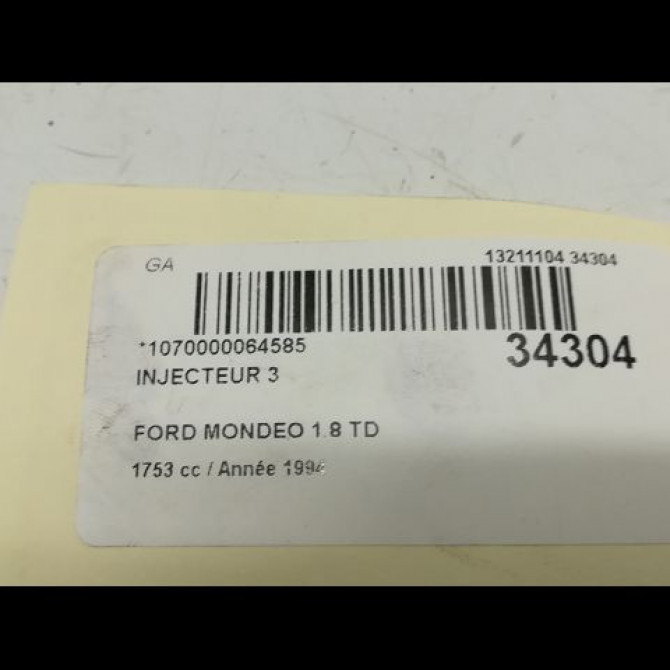 GA
13211104 34304
*1070000064585
34304
INJECTEUR 3
FORD MONDEO 1.8 TD
1753 cc / Année 1994